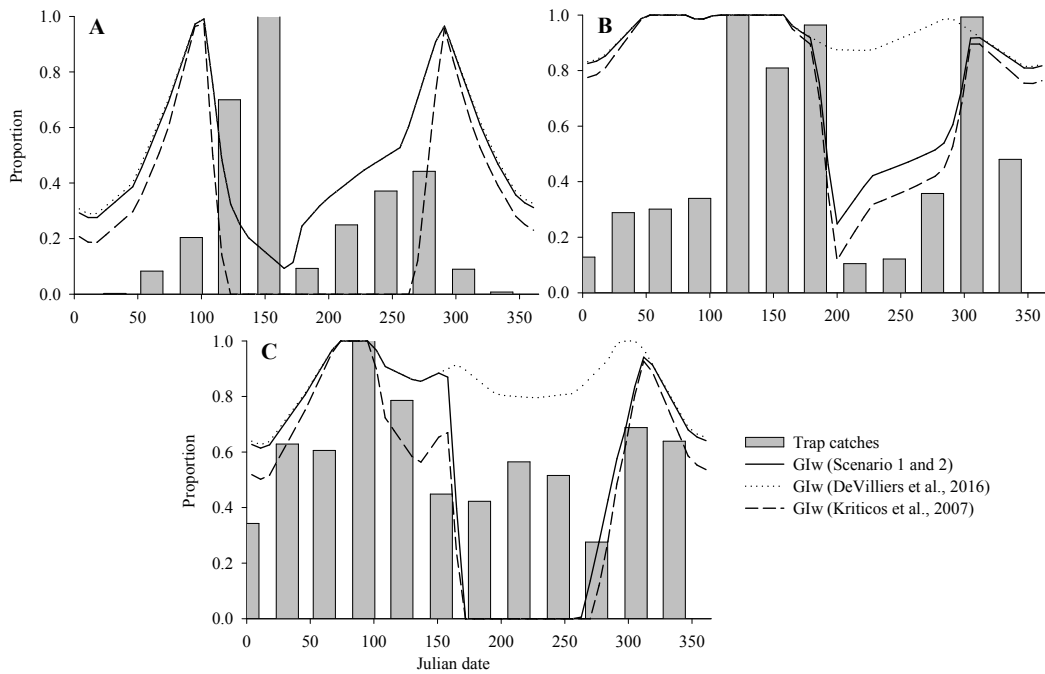 A
Proportion
1.0
0.8
0.6
0.4
0.2
0.0
0 50 100 150 200 250 300 350
B
1.0
0.8
0.6
0.4
0.2
0.0
0 50 100 150 200 250 300 350
C
Proportion
1.0
0.8
0.6
0.4
0.2
0.0
0 50 100 150 200 250 300 350
Julian date
Trap catches
GIw (Scenario 1 and 2)
GIw (DeVilliers et al., 2016)
GIw (Kriticos et al., 2007)